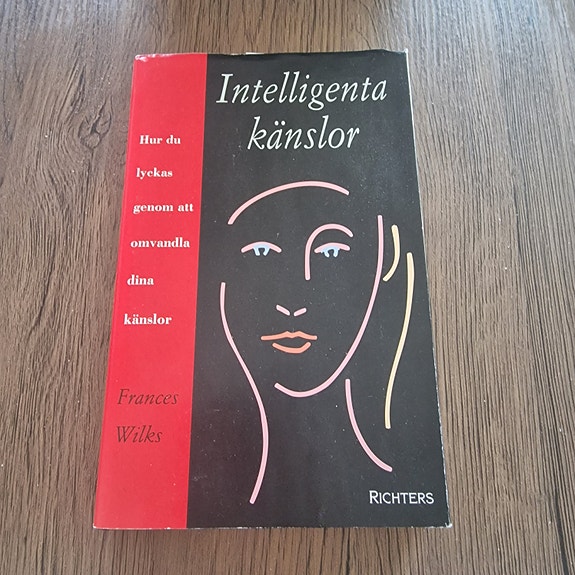 Intelligenta
känslor
Hur du
lyckas
genom att
omvandla
dina
känslor
Frances
Wilks
RICHTERS